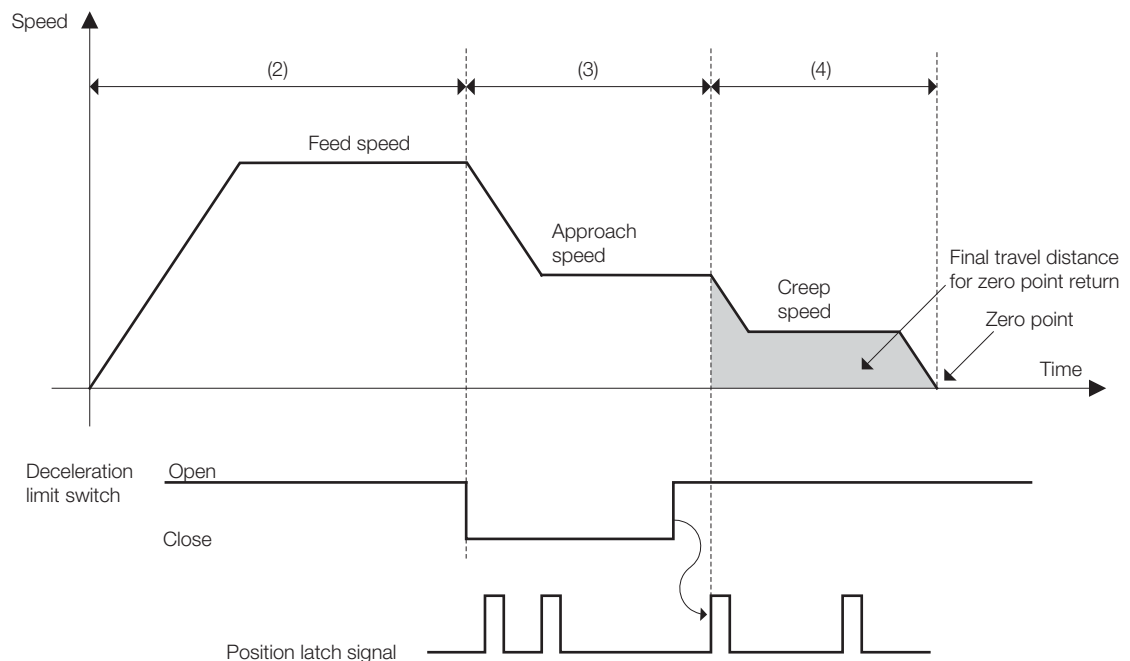 Speed
(2)
(3)
(4)
Feed speed
Approach
speed
Creep
speed
Final travel distance
for zero point return
Zero point
Time
Deceleration
limit switch
Open
Close
Position latch signal